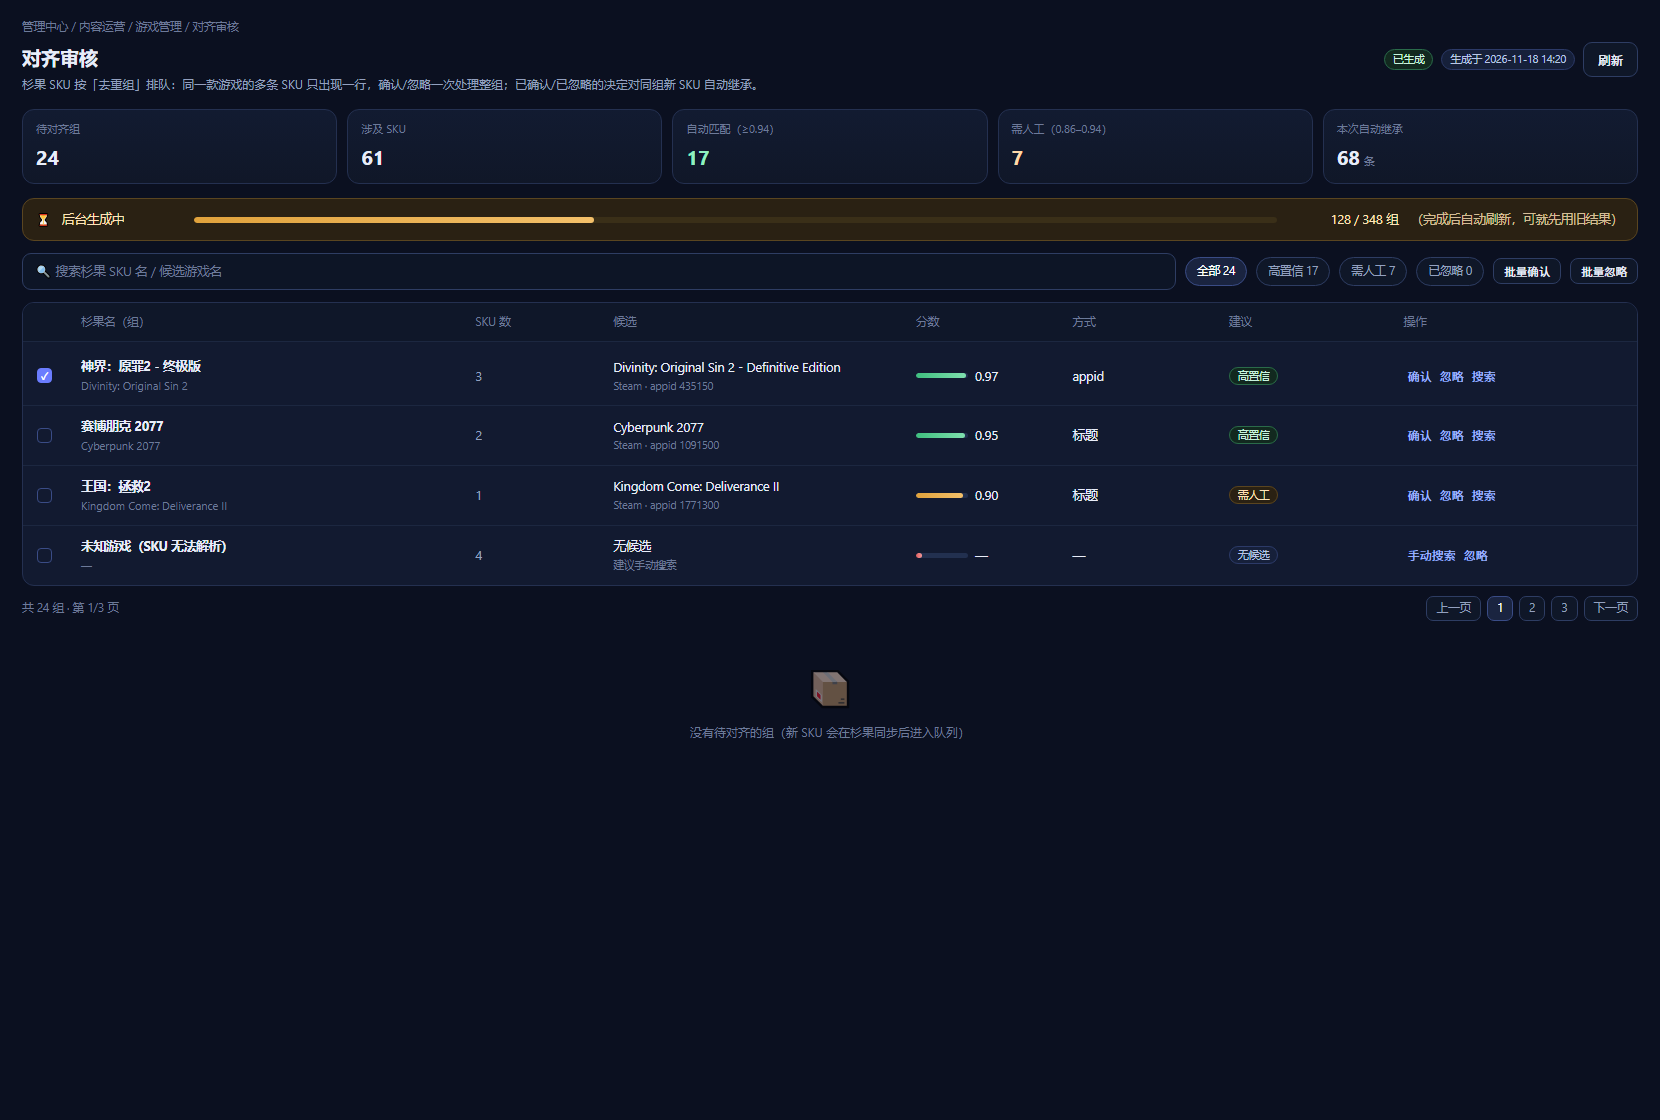 管理中心 / 内容运营 / 游戏管理 / 对齐审核
对齐审核
已生成
生成于 2026-11-18 14:20
刷新
杉果 SKU 按「去重组」排队：同一款游戏的多条 SKU 只出现一行，确认/忽略一次处理整组；已确认/已忽略的决定对同组新 SKU 自动继承。
待对齐组
24
涉及 SKU
61
自动匹配（≥0.94）
17
需人工（0.86–0.94）
7
本次自动继承
68 条
后台生成中
128 / 348 组
（完成后自动刷新，可就先用旧结果）
搜索杉果 SKU 名 / 候选游戏名
全部 24
高置信 17
需人工 7
已忽略 0
批量确认
批量忽略
杉果名（组） SKU 数 候选 分数 方式 建议 操作
神界：原罪2 - 终极版
Divinity: Original Sin 2
3
Divinity: Original Sin 2 - Definitive Edition
Steam · appid 435150
0.97
appid
高置信
确认 忽略 搜索
赛博朋克 2077
Cyberpunk 2077
2
Cyberpunk 2077
Steam · appid 1091500
0.95
标题
高置信
确认 忽略 搜索
王国：拯救2
Kingdom Come: Deliverance II
1
Kingdom Come: Deliverance II
Steam · appid 1771300
0.90
标题
需人工
确认 忽略 搜索
未知游戏（SKU 无法解析）
—
4
无候选
建议手动搜索
—
—
无候选
手动搜索 忽略
共 24 组 · 第 1/3 页
上一页 1 2 3 下一页
没有待对齐的组（新 SKU 会在杉果同步后进入队列）